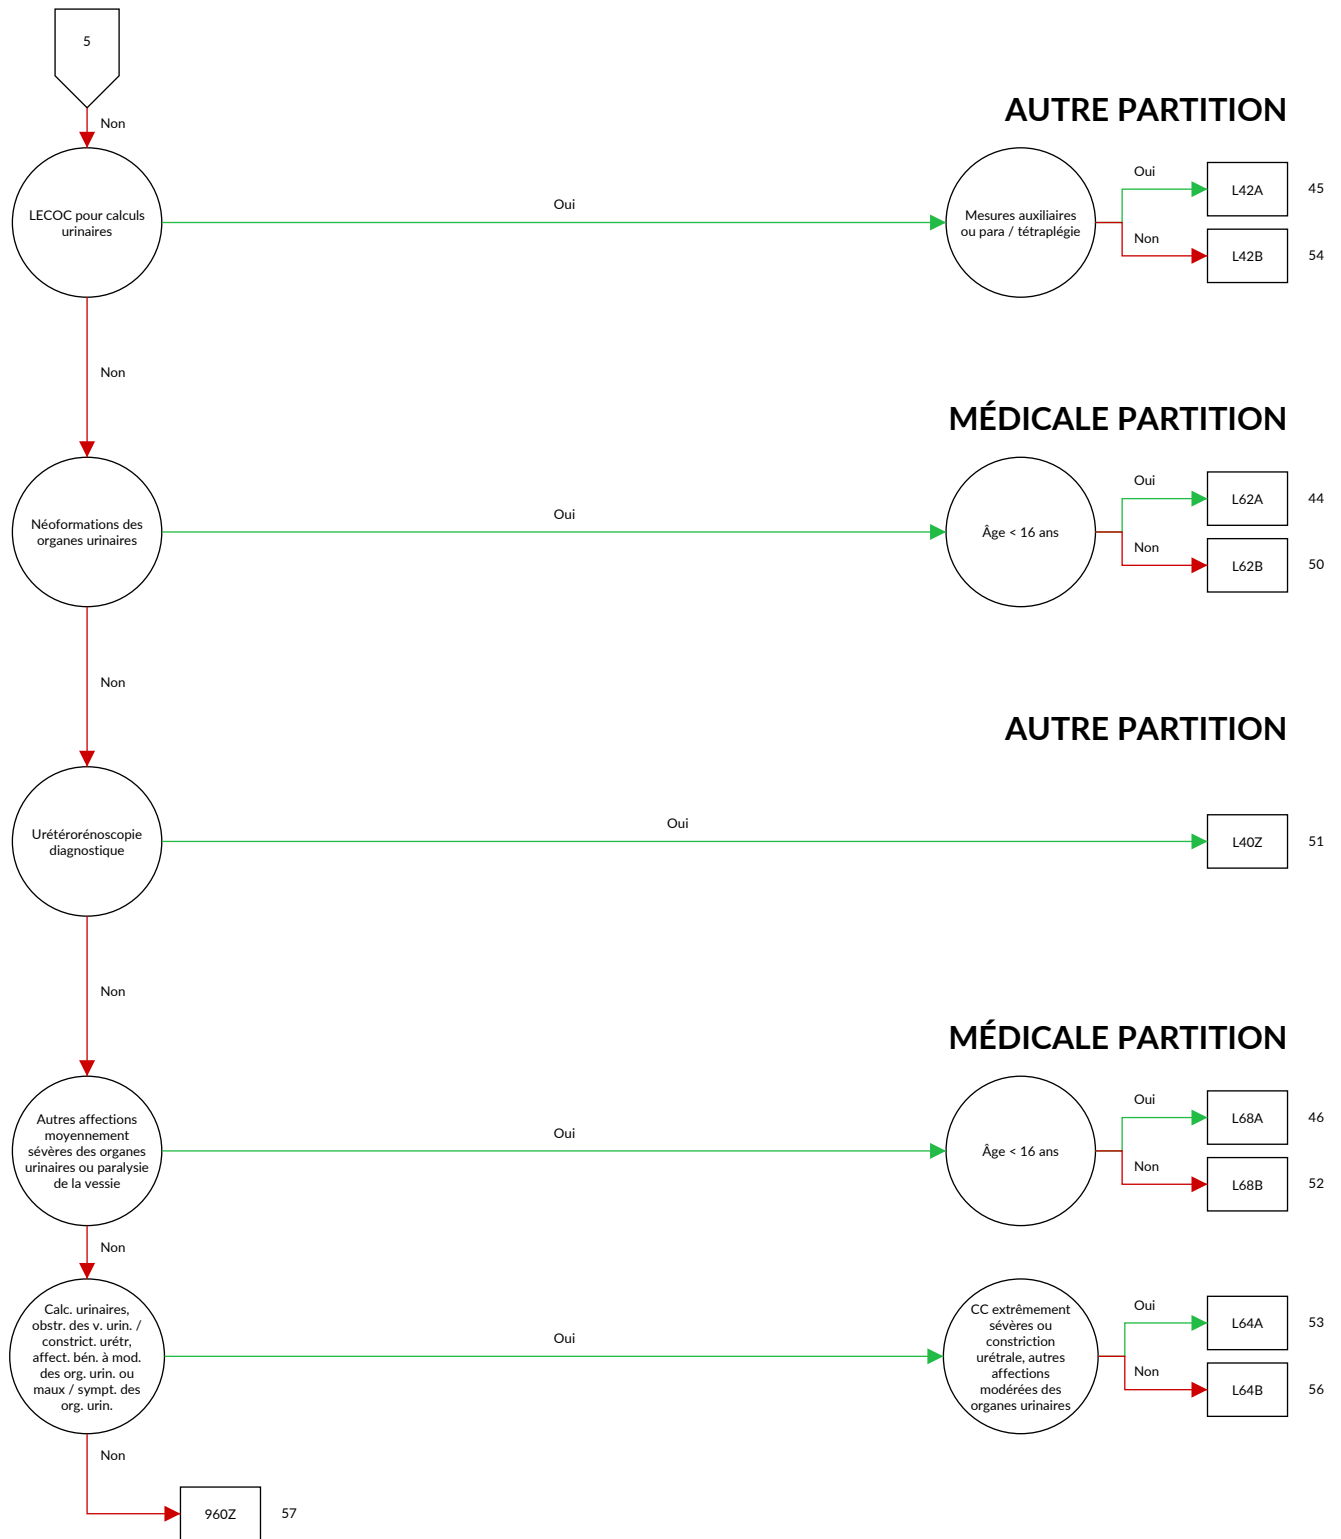 5
Non
AUTRE PARTITION
LECOC pour calculs
urinaires
Oui
Mesures auxiliaires
ou para / tétraplégie
Oui
L42A
45
Non
L42B
54
Non
MÉDICALE PARTITION
Néoformations des
organes urinaires
Oui
Âge < 16 ans
Oui
L62A
44
Non
L62B
50
Non
AUTRE PARTITION
Urétérorénoscopie
diagnostique
Oui
L40Z
51
Non
MÉDICALE PARTITION
Autres affections
moyennement
sévères des organes
urinaires ou paralysie
de la vessie
Oui
Âge < 16 ans
Oui
L68A
46
Non
L68B
52
Non
Calc. urinaires,
obstr. des v. urin. /
constrict. urétr,
affect. bén. à mod.
des org. urin. ou
maux / sympt. des
org. urin.
Oui
CC extrêmement
sévères ou
constriction
urétrale, autres
affections
modérées des
organes urinaires
Oui
L64A
53
Non
L64B
56
Non
960Z
57